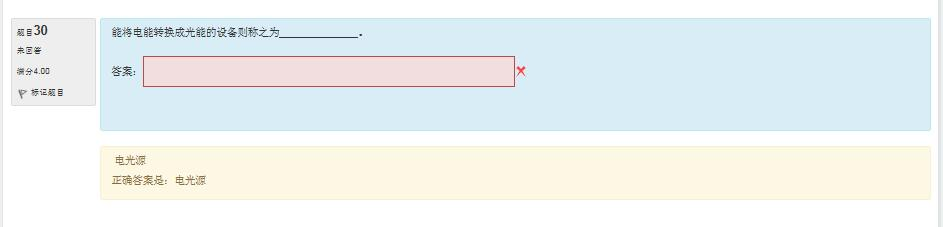 题目30
未回答
满分4.00
标记题目
能将电能转换成光能的设备则称之为______________．
答案：
电光源
正确答案是：电光源